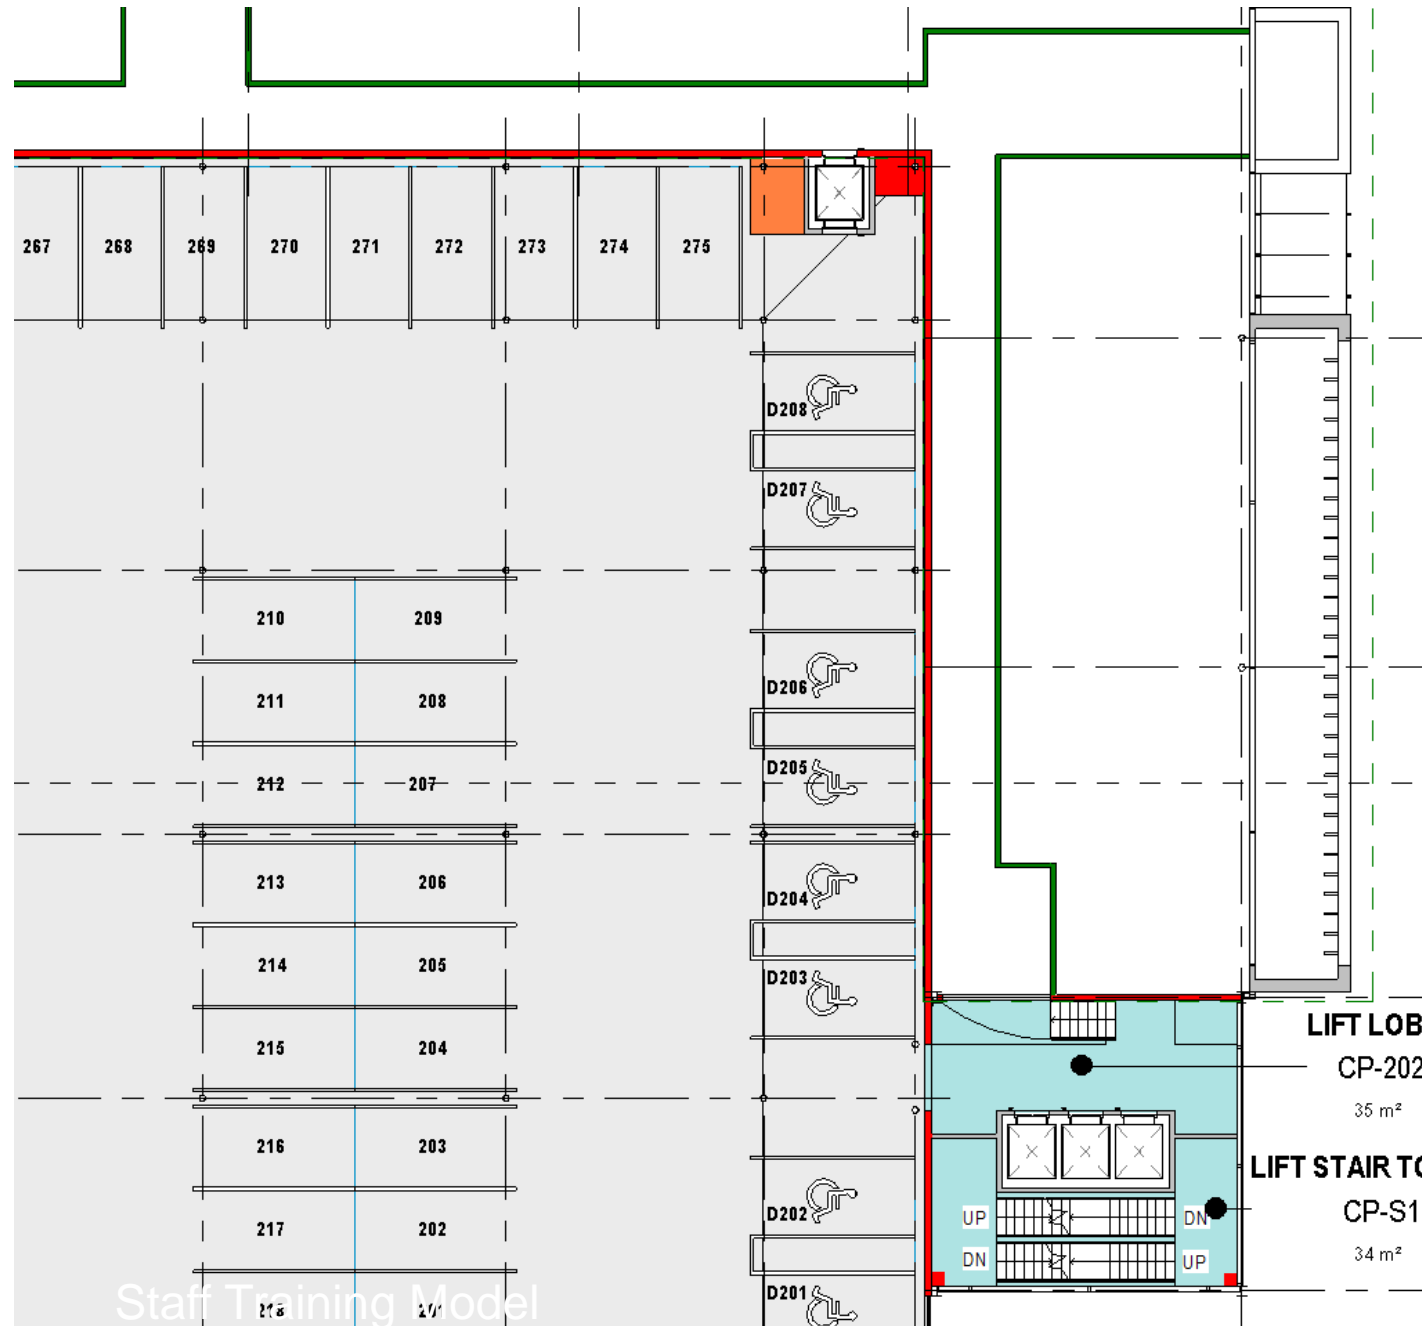 267 268 269 270 271 272 273 274 275
D208
D207
210 209
D206
211 208
D205
212 207
213 206
D204
214 205
D203
LIFT LOB
215 204
CP-202
35 m²
216 203
LIFT STAIR TO
D202
UP DN
CP-S1
217 202
34 m²
DN UP
D201
Staff Training Model
218 201